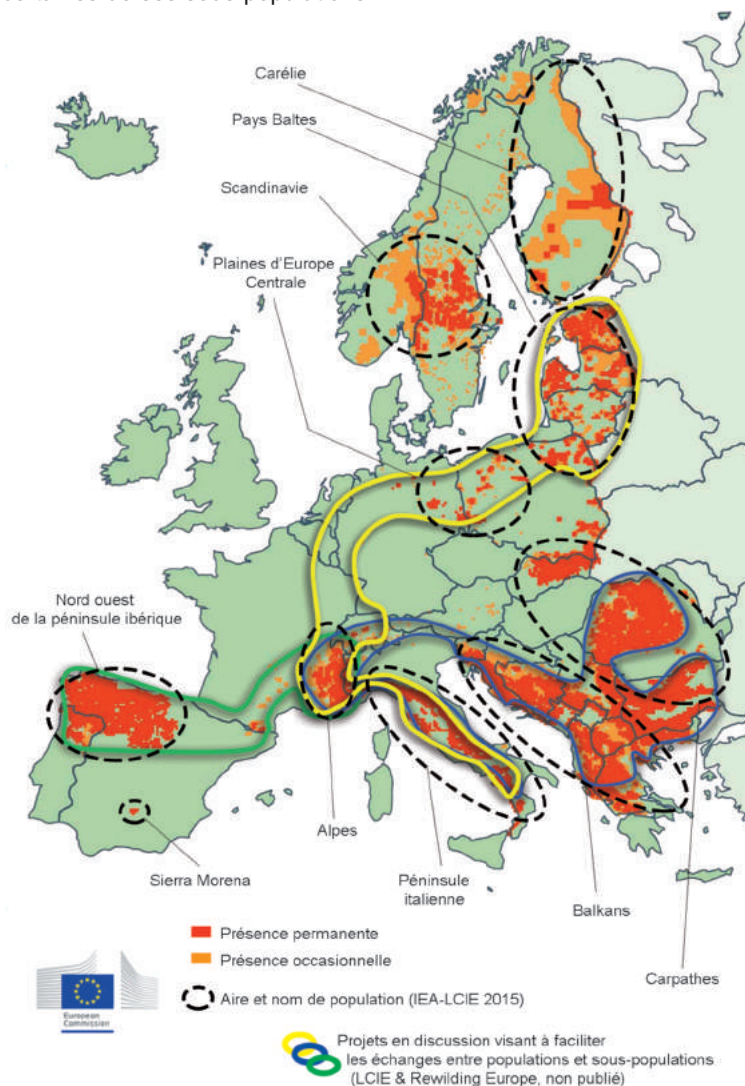 Carélie
Pays Baltes
Scandinavie
Plaines d'Europe
Centrale
Nord ouest
de la péninsule ibérique
Alpes
Sierra Morena
Péninsule
italienne
Balkans
Carpathes
Présence permanente
Présence occasionnelle
Aire et nom de population (IEA-LCIE 2015)
European
Commission
Projets en discussion visant à faciliter
les échanges entre populations et sous-populations
(LCIE & Rewilding Europe, non publié)